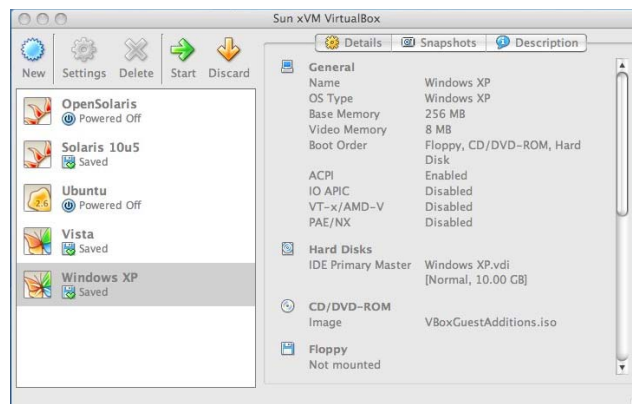 Sun xVM VirtualBox
New
Settings
Delete
Start
Discard
Details
Snapshots
Description
OpenSolaris
Powered Off
Solaris 10u5
Saved
2.6
Ubuntu
Powered Off
Vista
Saved
Windows XP
Saved
General
Name Windows XP
OS Type Windows XP
Base Memory 256 MB
Video Memory 8 MB
Boot Order Floppy, CD/DVD-ROM, Hard
Disk
ACPI Enabled
IO APIC Disabled
VT-x/AMD-V Disabled
PAE/NX Disabled
Hard Disks
IDE Primary Master Windows XP.vdi
[Normal, 10.00 GB]
CD/DVD-ROM
Image VBoxGuestAdditions.iso
Floppy
Not mounted